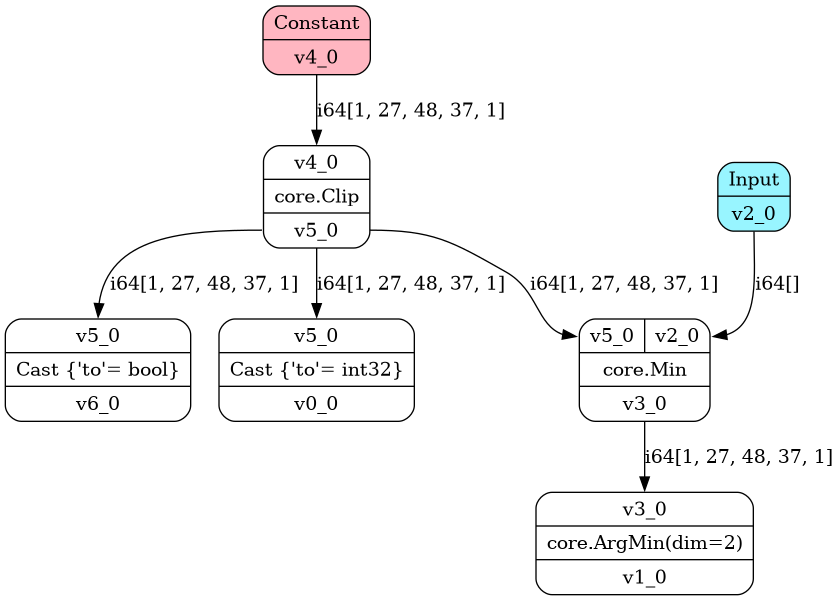 Constant
v4_0
i64[1, 27, 48, 37, 1]
v4_0
core.Clip
v5_0
Input
v2_0
i64[1, 27, 48, 37, 1]
i64[1, 27, 48, 37, 1]
i64[1, 27, 48, 37, 1]
i64[]
v5_0
Cast {'to'= bool}
v6_0
v5_0
Cast {'to'= int32}
v0_0
v5_0 v2_0
core.Min
v3_0
i64[1, 27, 48, 37, 1]
v3_0
core.ArgMin(dim=2)
v1_0